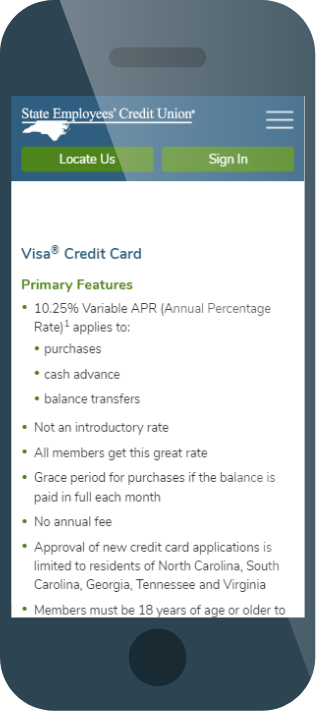 State Employees' Credit Union®
Locate Us
Sign In
Visa® Credit Card
Primary Features
• 10.25% Variable APR (Annual Percentage
Rate)¹ applies to:
• purchases
• cash advance
• balance transfers
• Not an introductory rate
• All members get this great rate
• Grace period for purchases if the balance is
paid in full each month
• No annual fee
• Approval of new credit card applications is
limited to residents of North Carolina, South
Carolina, Georgia, Tennessee and Virginia
• Members must be 18 years of age or older to